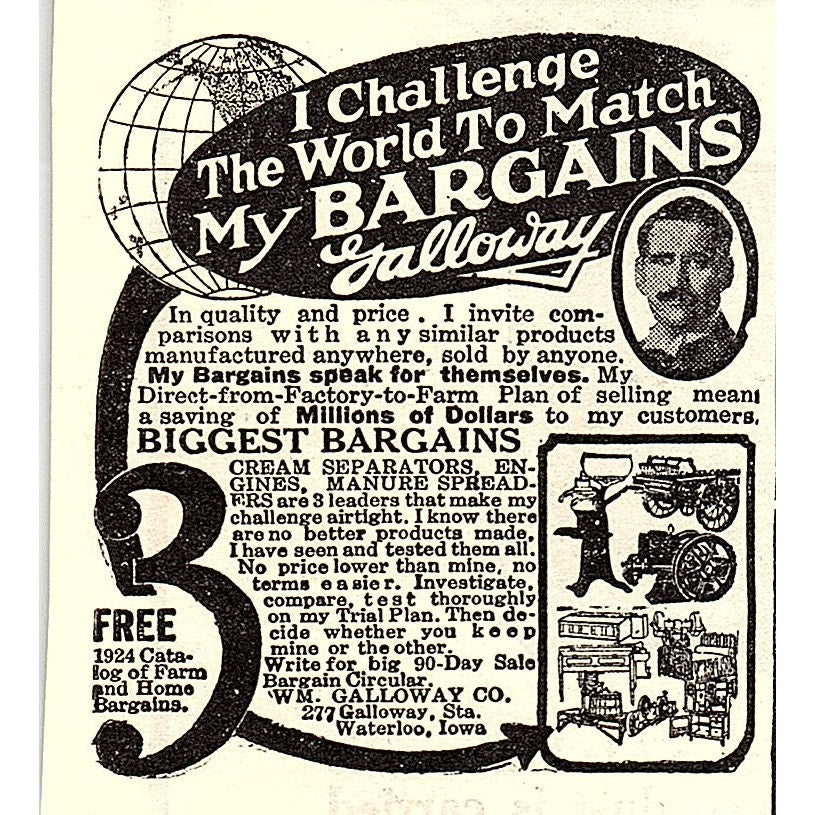 I Challenge
The World To Match
My BARGAINS
Galloway
In quality and price. I invite com-
parisons with any similar products
manufactured anywhere, sold by anyone.
My Bargains speak for themselves. My
Direct-from-Factory-to-Farm Plan of selling meant
a saving of Millions of Dollars to my customers.
BIGGEST BARGAINS
3
CREAM SEPARATORS, EN-
GINES, MANURE SPREAD-
ERS are 3 leaders that make my
challenge airtight. I know there
are no better products made,
I have seen and tested them all.
No price lower than mine, no
terms easier. Investigate,
compare, test thoroughly
on my Trial Plan. Then de-
cide whether you keep
mine or the other.
Write for big 90-Day Sale
Bargain Circular.
WM. GALLOWAY CO.
277 Galloway, Sta.
Waterloo, Iowa
FREE
1924 Cata-
log of Farm
and Home
Bargains.